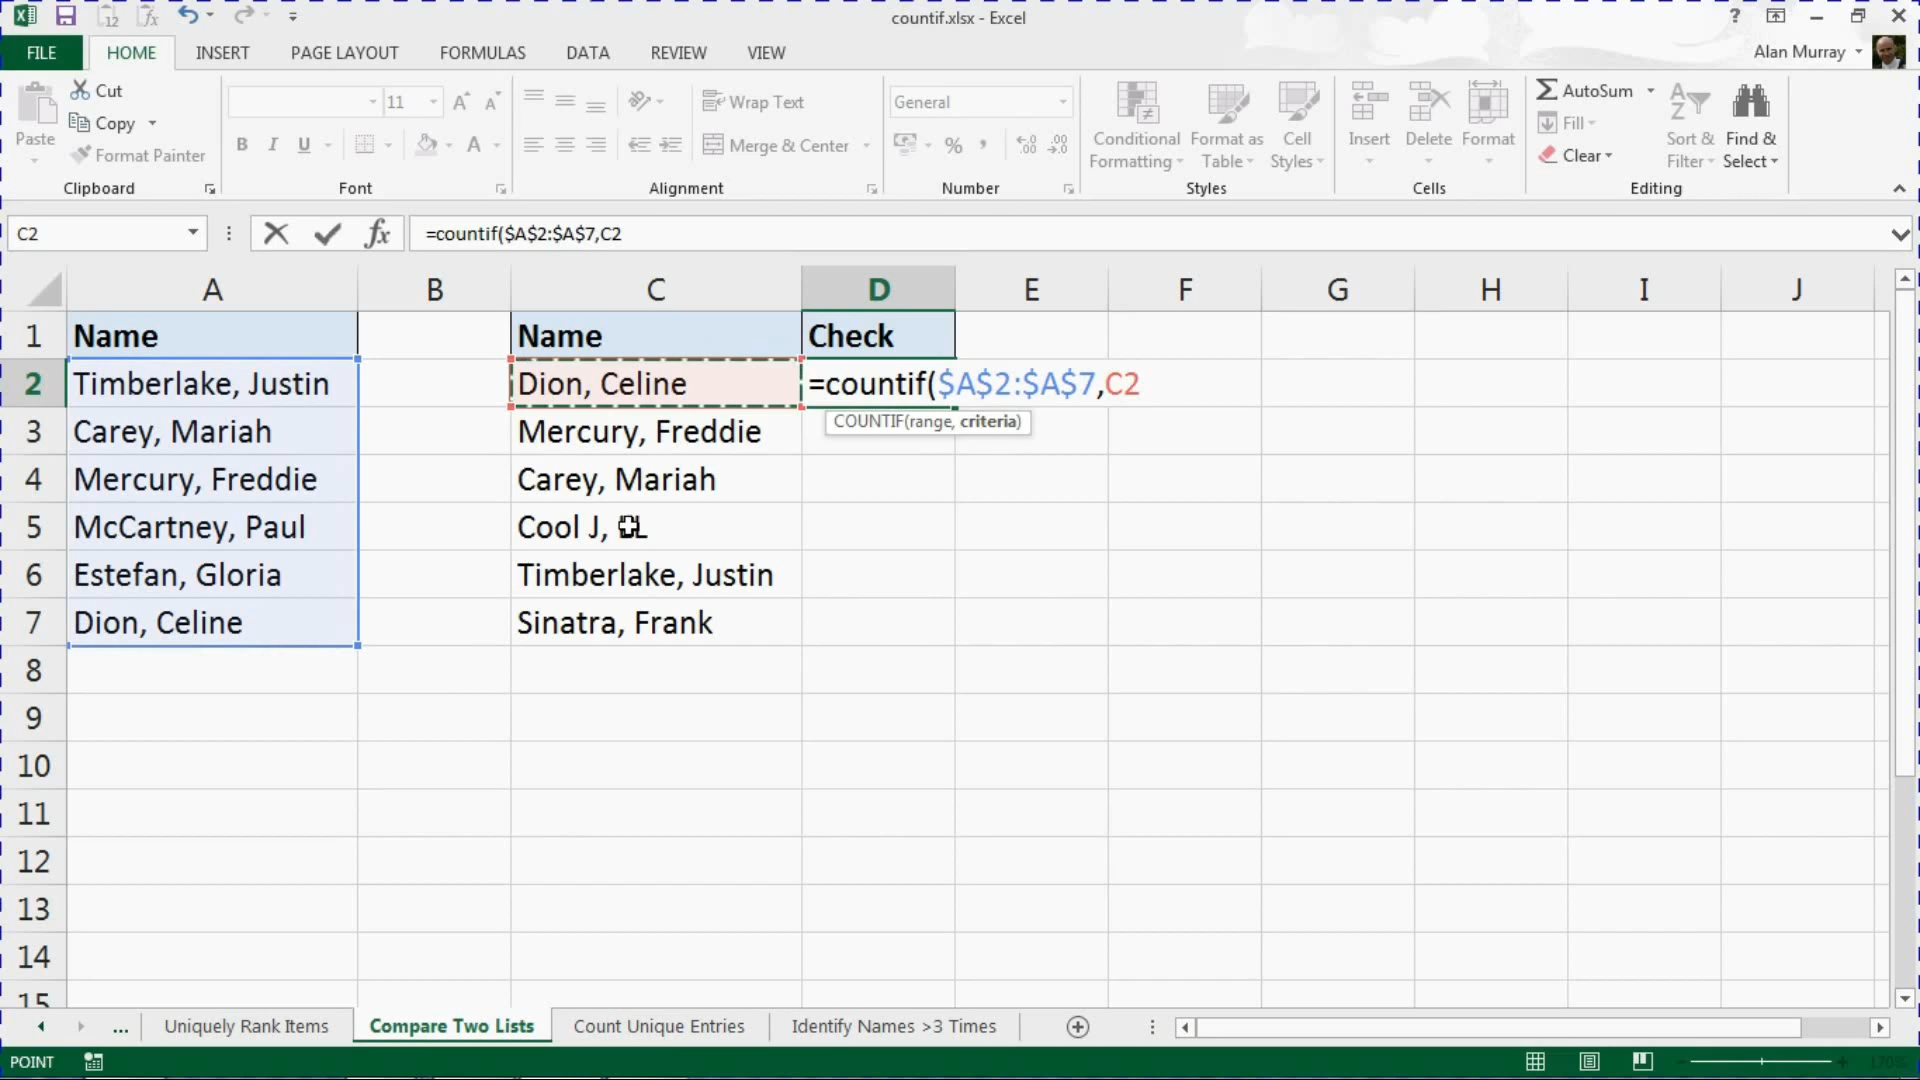 countif.xlsx - Excel
FILE HOME INSERT PAGE LAYOUT FORMULAS DATA REVIEW VIEW Alan Murray
Paste Cut Copy Format Painter Clipboard
11 B I U A Font
Wrap Text Merge & Center Alignment
General % Number
Conditional Formatting Format as Table Cell Styles Styles
Insert Delete Format Cells
AutoSum Fill Clear Sort & Filter Find & Select Editing
C2 fx =countif($A$2:$A$7,C2
A B C D E F G H I J
1 Name Name Check
2 Timberlake, Justin Dion, Celine =countif($A$2:$A$7,C2
COUNTIF(range, criteria)
3 Carey, Mariah Mercury, Freddie
4 Mercury, Freddie Carey, Mariah
5 McCartney, Paul Cool J,
6 Estefan, Gloria Timberlake, Justin
7 Dion, Celine Sinatra, Frank
8
9
10
11
12
13
14
15
... Uniquely Rank Items Compare Two Lists Count Unique Entries Identify Names >3 Times
POINT